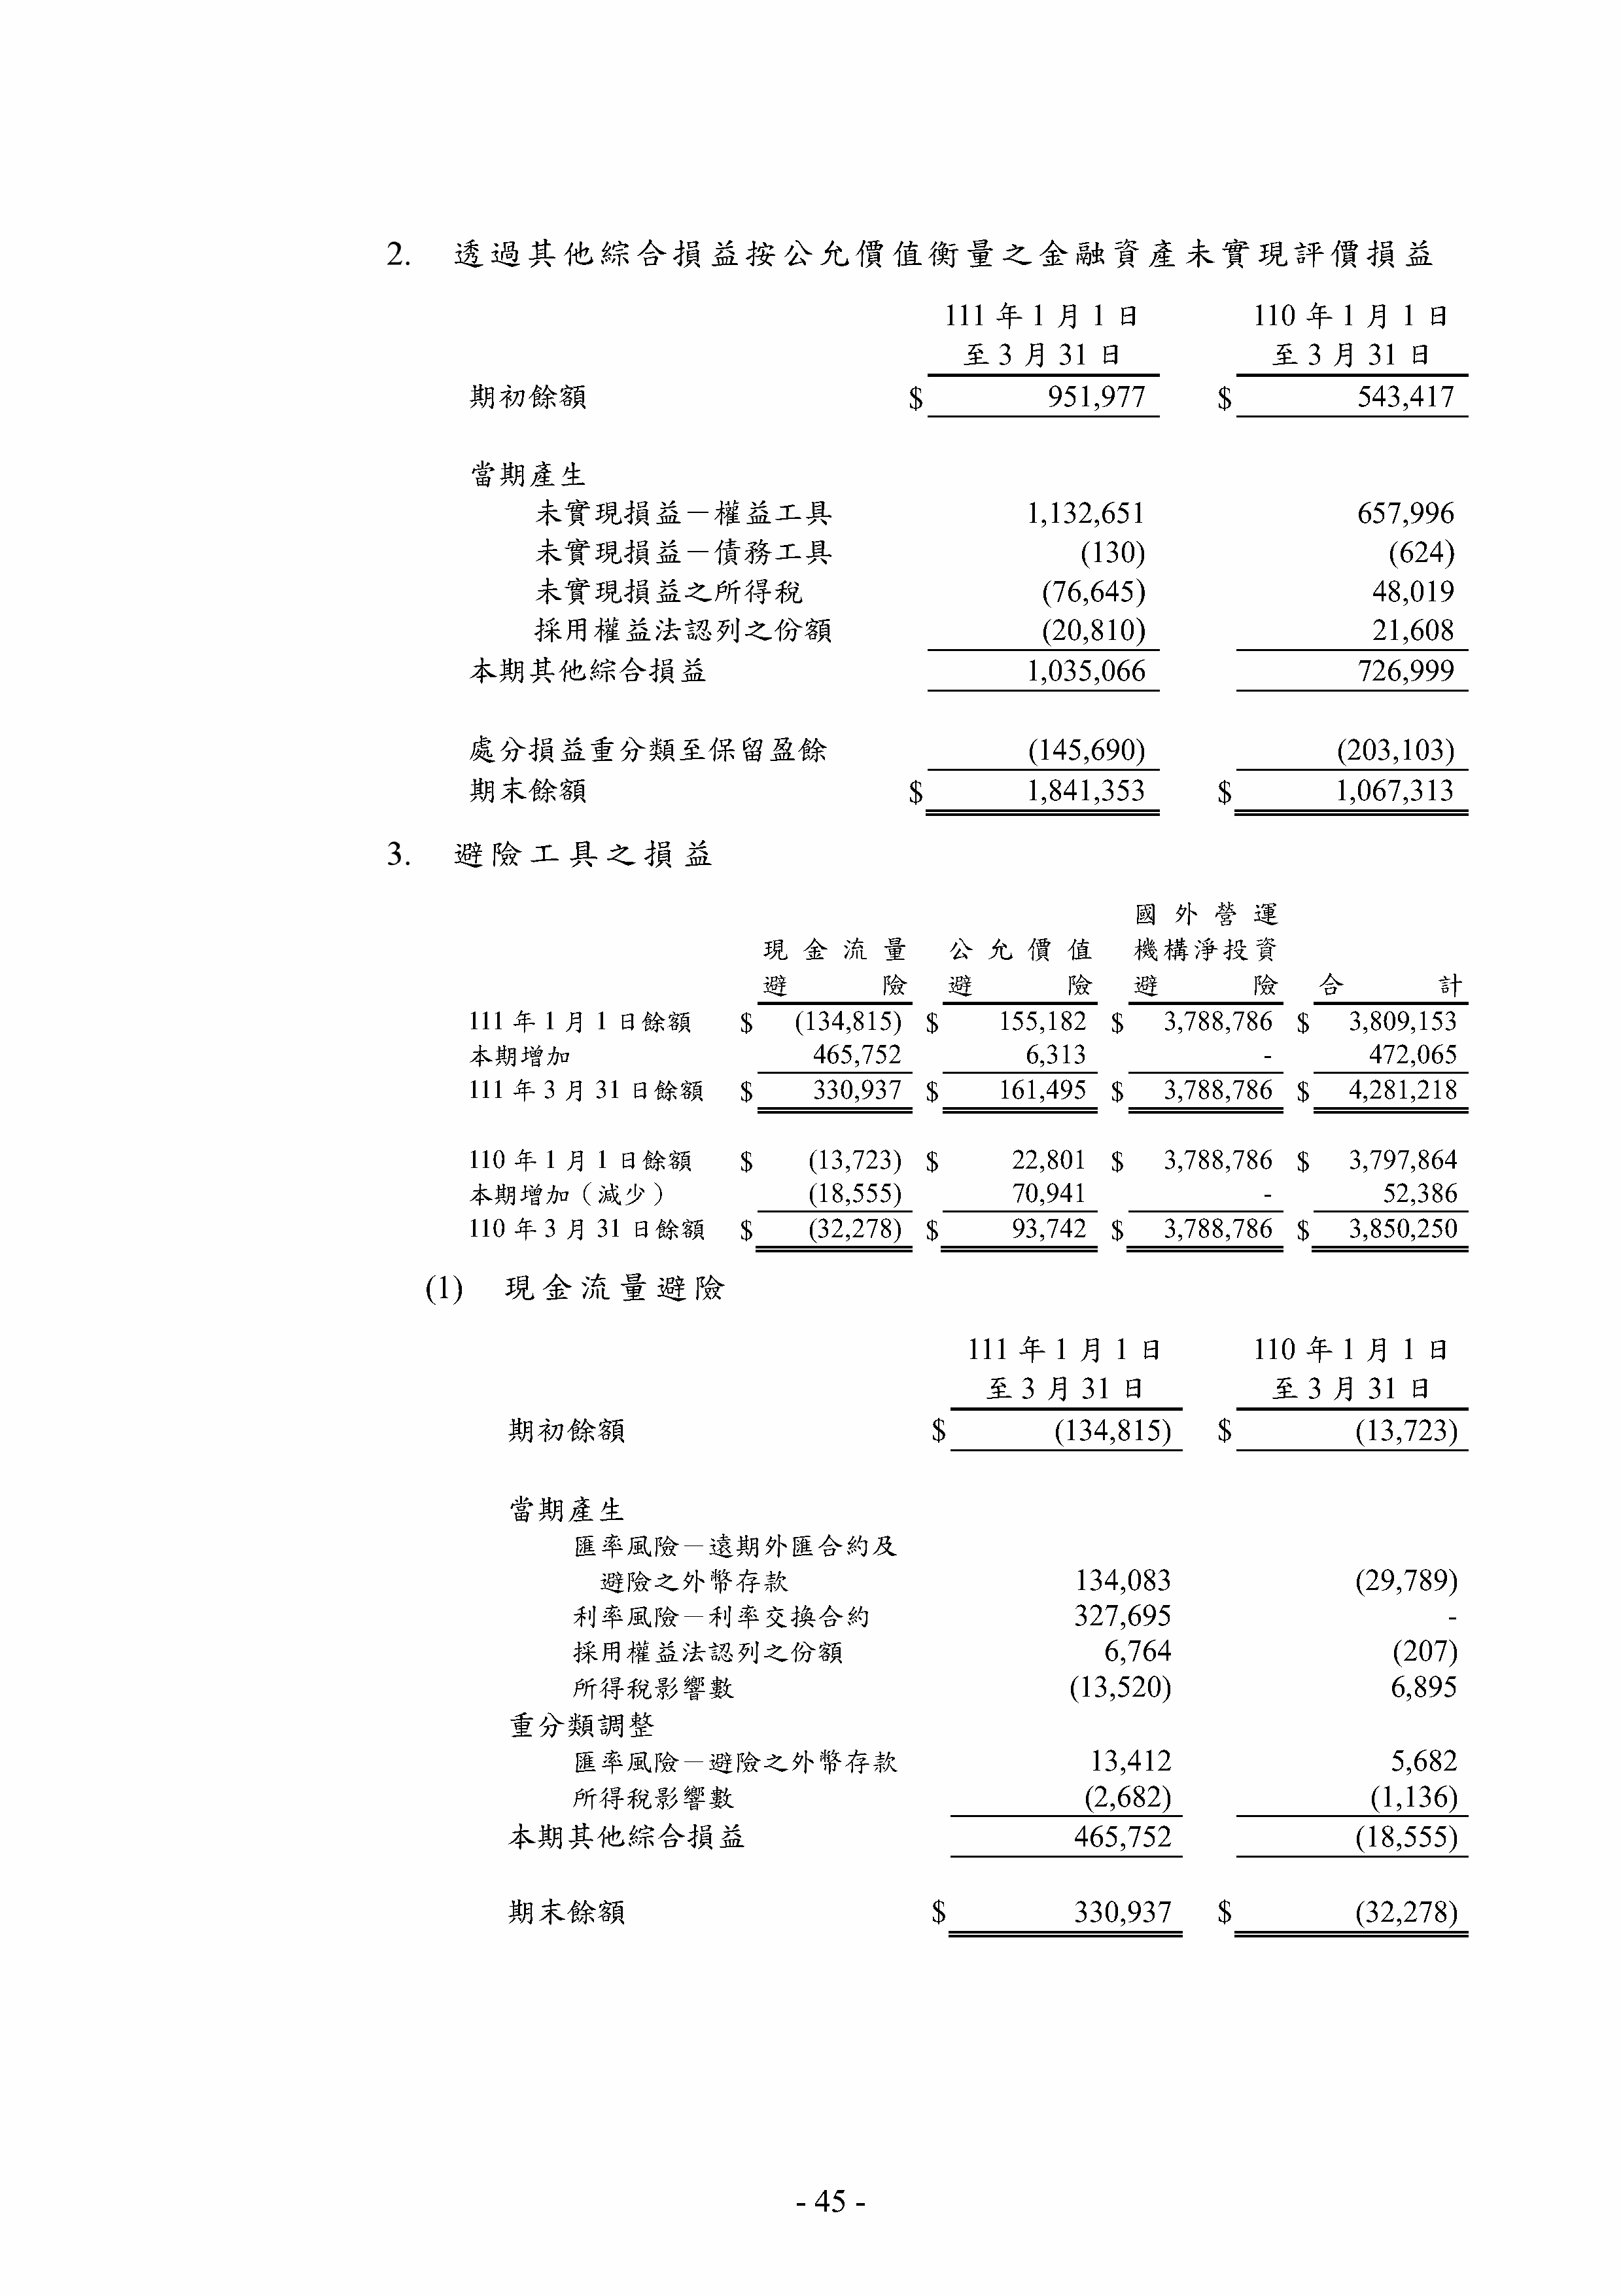 2. 透過其他綜合損益按公允價值衡量之金融資產未實現評價損益
111 年 1 月 1 日 110 年 1 月 1 日
至 3 月 31 日 至 3 月 31 日
期初餘額 $ 951,977 $ 543,417
當期產生
未實現損益－權益工具 1,132,651 657,996
未實現損益－債務工具 (130) (624)
未實現損益之所得稅 (76,645) 48,019
採用權益法認列之份額 (20,810) 21,608
本期其他綜合損益 1,035,066 726,999
處分損益重分類至保留盈餘 (145,690) (203,103)
期末餘額 $ 1,841,353 $ 1,067,313
3. 避險工具之損益
國外營運
現金流量 公允價值 機構淨投資
避險 避險 避險 合計
111 年 1 月 1 日餘額 $ (134,815) $ 155,182 $ 3,788,786 $ 3,809,153
本期增加 465,752 6,313 - 472,065
111 年 3 月 31 日餘額 $ 330,937 $ 161,495 $ 3,788,786 $ 4,281,218
110 年 1 月 1 日餘額 $ (13,723) $ 22,801 $ 3,788,786 $ 3,797,864
本期增加（減少） (18,555) 70,941 - 52,386
110 年 3 月 31 日餘額 $ (32,278) $ 93,742 $ 3,788,786 $ 3,850,250
(1) 現金流量避險
111 年 1 月 1 日 110 年 1 月 1 日
至 3 月 31 日 至 3 月 31 日
期初餘額 $ (134,815) $ (13,723)
當期產生
匯率風險－遠期外匯合約及
避險之外幣存款 134,083 (29,789)
利率風險－利率交換合約 327,695 -
採用權益法認列之份額 6,764 (207)
所得稅影響數 (13,520) 6,895
重分類調整
匯率風險－避險之外幣存款 13,412 5,682
所得稅影響數 (2,682) (1,136)
本期其他綜合損益 465,752 (18,555)
期末餘額 $ 330,937 $ (32,278)
- 45 -